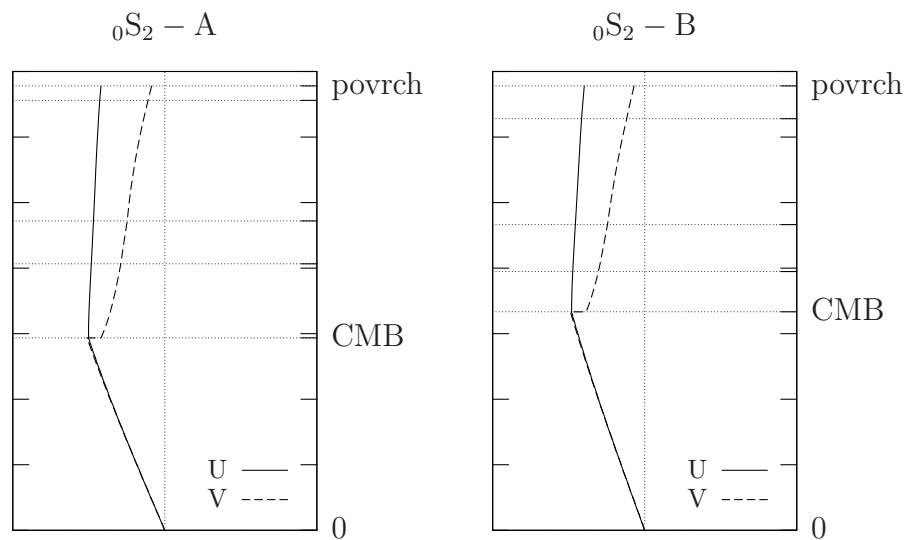 ₀S₂ – A
povrch
CMB
U
V
0
₀S₂ – B
povrch
CMB
U
V
0